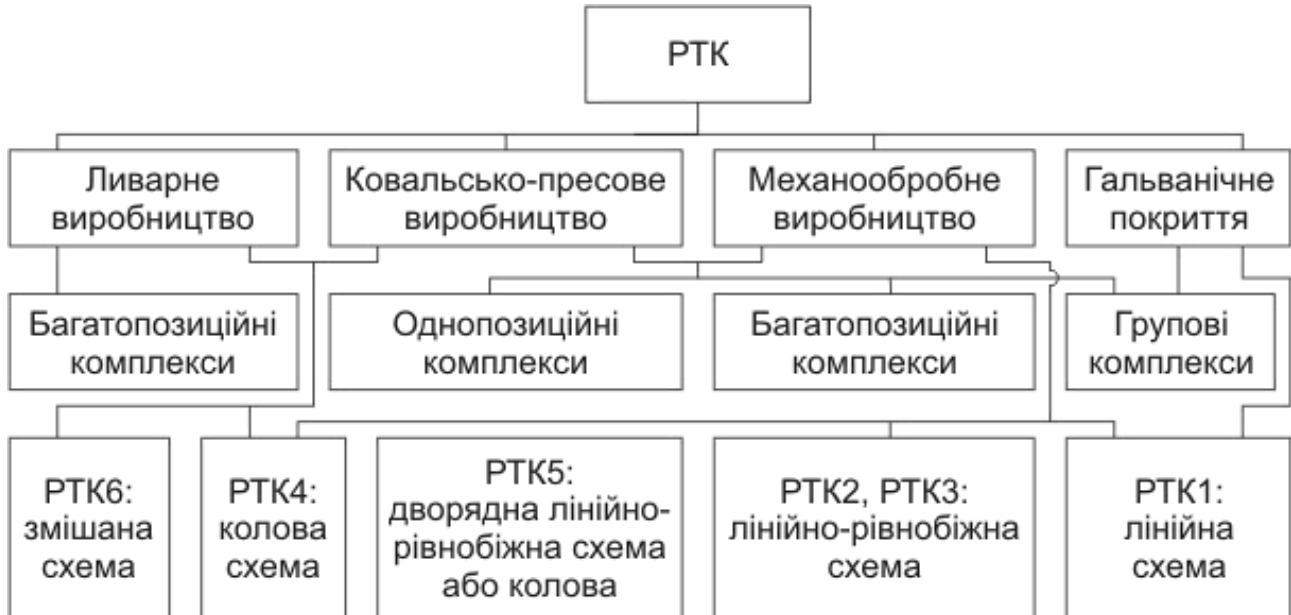 РТК
Ливарне
виробництво
Ковальсько-пресове
виробництво
Механообробне
виробництво
Гальванічне
покриття
Багатопозиційні
комплекси
Однопозиційні
комплекси
Багатопозиційні
комплекси
Групові
комплекси
РТК6:
змішана
схема
РТК4:
колова
схема
РТК5:
дворядна лінійно-
рівнобіжна схема
або колова
РТК2, РТК3:
лінійно-рівнобіжна
схема
РТК1:
лінійна
схема